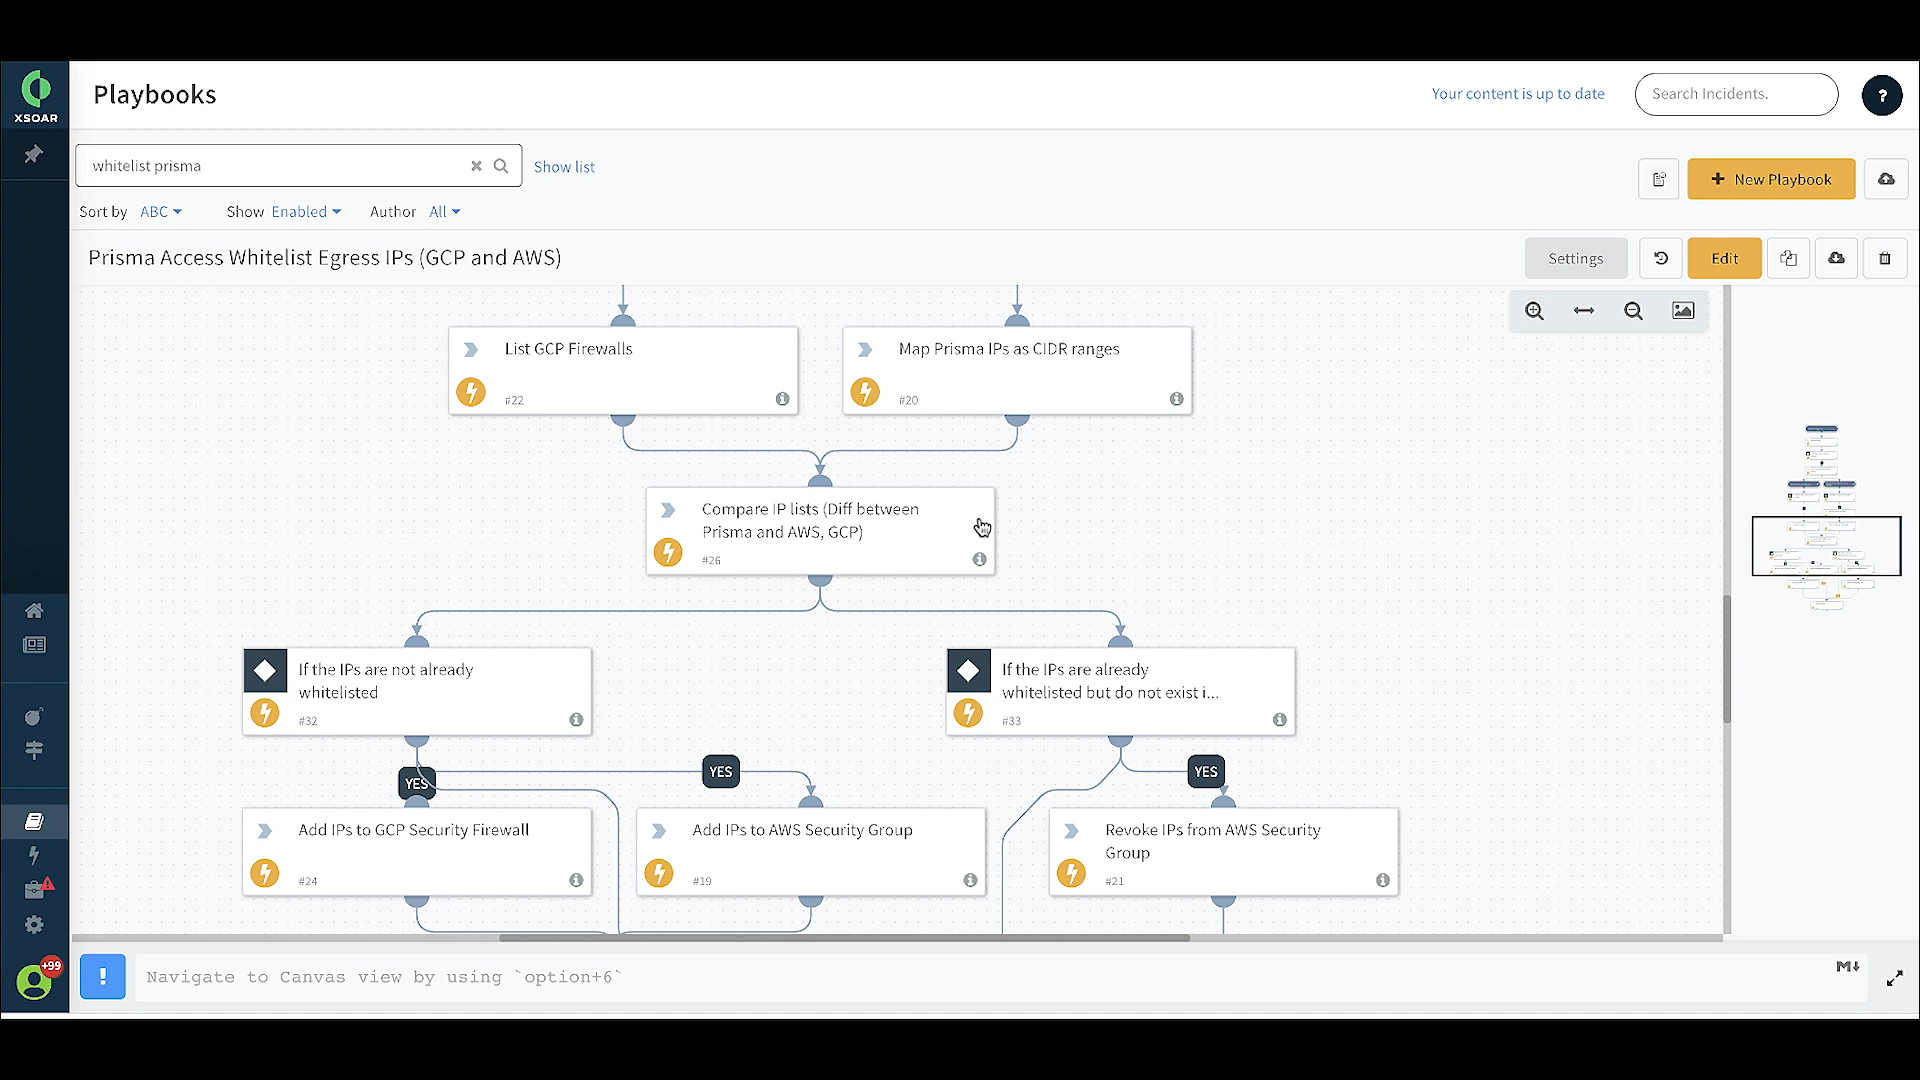 XSOAR
Playbooks
Your content is up to date
Search Incidents.
?
whitelist prisma
Show list
+ New Playbook
Sort by ABC
Show Enabled
Author All
Prisma Access Whitelist Egress IPs (GCP and AWS)
Settings
Edit
List GCP Firewalls
#22
Map Prisma IPs as CIDR ranges
#20
Compare IP lists (Diff between
Prisma and AWS, GCP)
#26
If the IPs are not already
whitelisted
#32
If the IPs are already
whitelisted but do not exist i...
#33
YES
YES
YES
Add IPs to GCP Security Firewall
#24
Add IPs to AWS Security Group
#19
Revoke IPs from AWS Security
Group
#21
+99
!
Navigate to Canvas view by using `option+6`
M